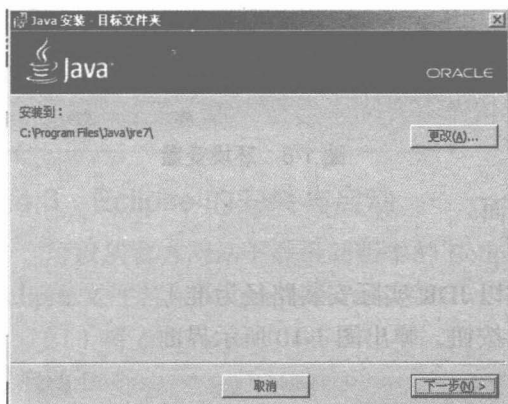 Java 安装 - 目标文件夹
Java
ORACLE
安装到：
C:\Program Files\Java\jre7\
更改(A)...
取消
下一步(N) >